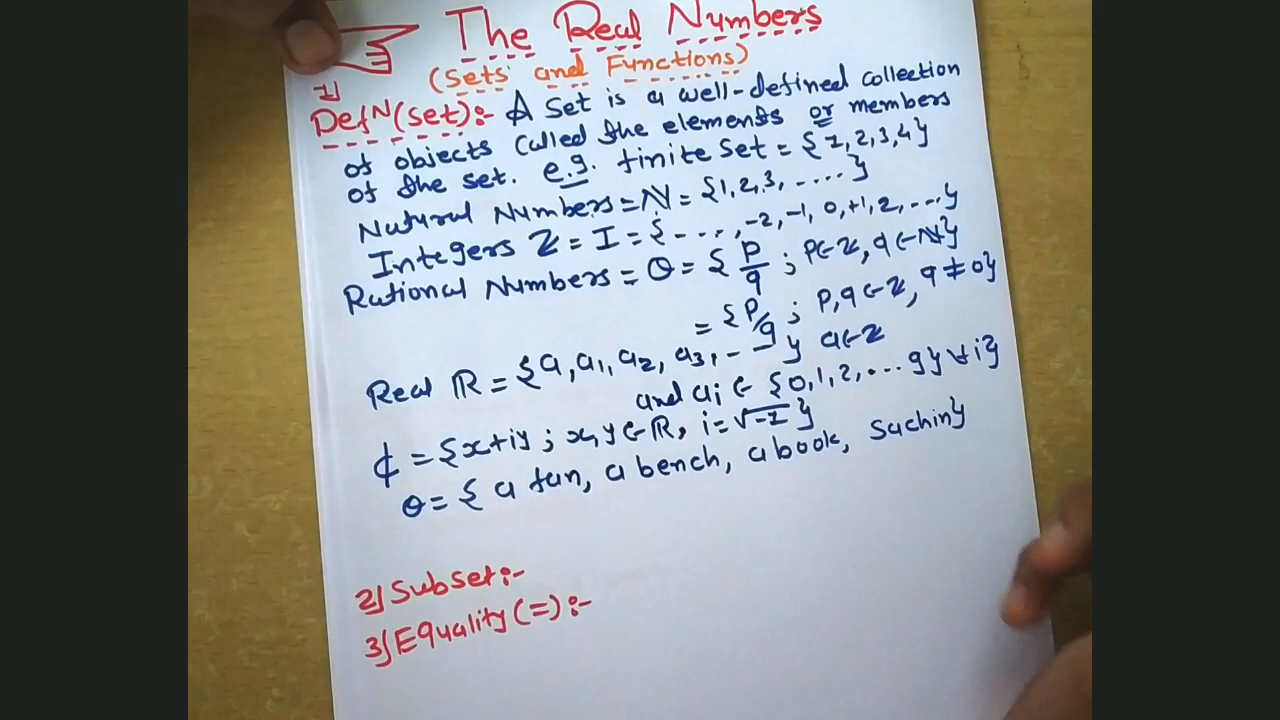 The Real Numbers
(Sets and Functions)
1)
Defᴺ(set):- A set is a well-defined collection
of objects called the elements or members
of the set. e.g. finite set = {1,2,3,4}
Natural Numbers = ℕ = {1,2,3, .....}
Integers ℤ = I = {- ..., -2, -1, 0, +1, 2, ...}
Rational Numbers = Q = { p/q ; p∈ℤ, q∈ℕ}
= {p/q ; p,q∈ℤ, q≠0}
Real ℝ = {a, a₁, a₂, a₃, - - } a∈ℤ
and aᵢ ∈ {0,1,2, ... 9} ∀i}
₵ = {x+iy ; x,y∈ℝ, i=√-1}
θ = { a fan, a bench, a book, sachin}
2) Subset:-
3) Equality(=):-